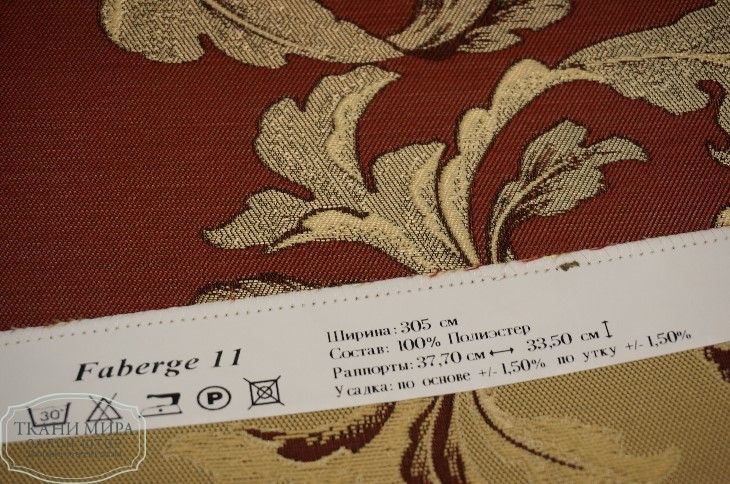 Faberge 11
Ширина: 305 см
Состав: 100% Полиэстер
Раппорты: 37,70 см ↔ 33,50 см ↕
Усадка: по основе +/- 1,50% по утку +/- 1,50%
30
P
ТКАНИ МИРА